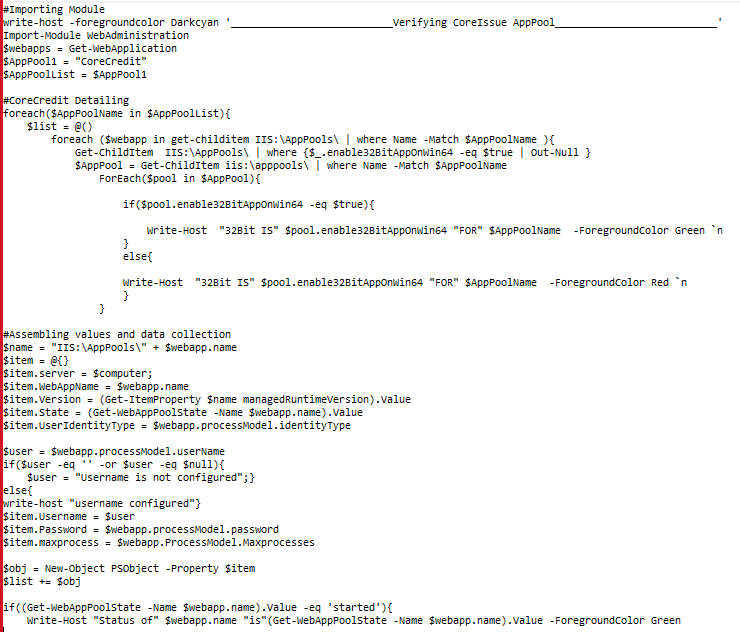 #Importing Module
write-host -foregroundcolor Darkcyan '___________________________Verifying CoreIssue AppPool___________________________'
Import-Module WebAdministration
$webapps = Get-WebApplication
$AppPool1 = "CoreCredit"
$AppPoolList = $AppPool1
#CoreCredit Detailing
foreach($AppPoolName in $AppPoolList){
    $list = @()
        foreach ($webapp in get-childitem IIS:\AppPools\ | where Name -Match $AppPoolName ){
            Get-ChildItem  IIS:\AppPools\ | where {$_.enable32BitAppOnWin64 -eq $true | Out-Null }
            $AppPool = Get-ChildItem iis:\apppools\ | where Name -Match $AppPoolName
                ForEach($pool in $AppPool){
                    if($pool.enable32BitAppOnWin64 -eq $true){
                        Write-Host  "32Bit IS" $pool.enable32BitAppOnWin64 "FOR" $AppPoolName  -ForegroundColor Green `n
                    }
                    else{
                    Write-Host  "32Bit IS" $pool.enable32BitAppOnWin64 "FOR" $AppPoolName  -ForegroundColor Red `n
                    }
                }
#Assembling values and data collection
$name = "IIS:\AppPools\" + $webapp.name
$item = @{}
$item.server = $computer;
$item.WebAppName = $webapp.name
$item.Version = (Get-ItemProperty $name managedRuntimeVersion).Value
$item.State = (Get-WebAppPoolState -Name $webapp.name).Value
$item.UserIdentityType = $webapp.processModel.identityType
$user = $webapp.processModel.userName
if($user -eq '' -or $user -eq $null){
    $user = "Username is not configured";}
else{
write-host "username configured"}
$item.Username = $user
$item.Password = $webapp.processModel.password
$item.maxprocess = $webapp.ProcessModel.Maxprocesses
$obj = New-Object PSObject -Property $item
$list += $obj
if((Get-WebAppPoolState -Name $webapp.name).Value -eq 'started'){
    Write-Host "Status of" $webapp.name "is"(Get-WebAppPoolState -Name $webapp.name).Value -ForegroundColor Green